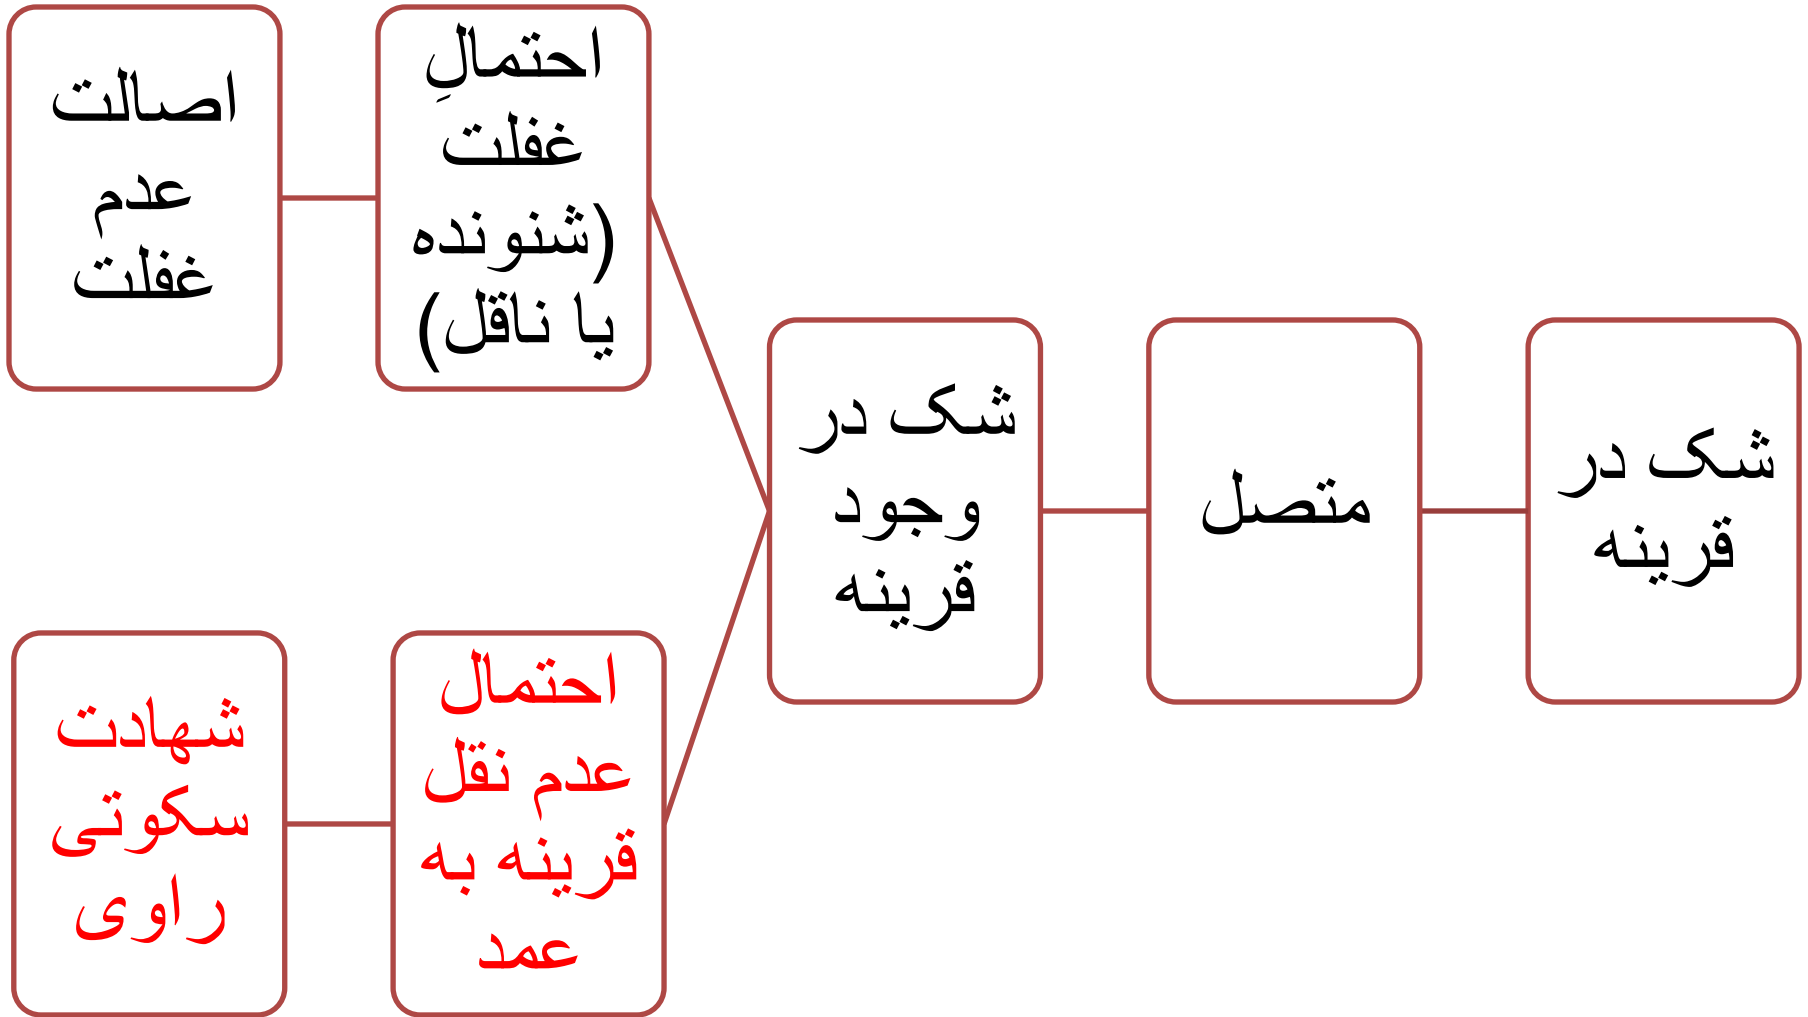 شک در
قرینه
متصل
شک در
وجود
قرینه
احتمالِ
غفلت
(شنونده
یا ناقل)
اصالت
عدم
غفلت
احتمال
عدم نقل
قرینه به
عمد
شهادت
سکوتی
راوی